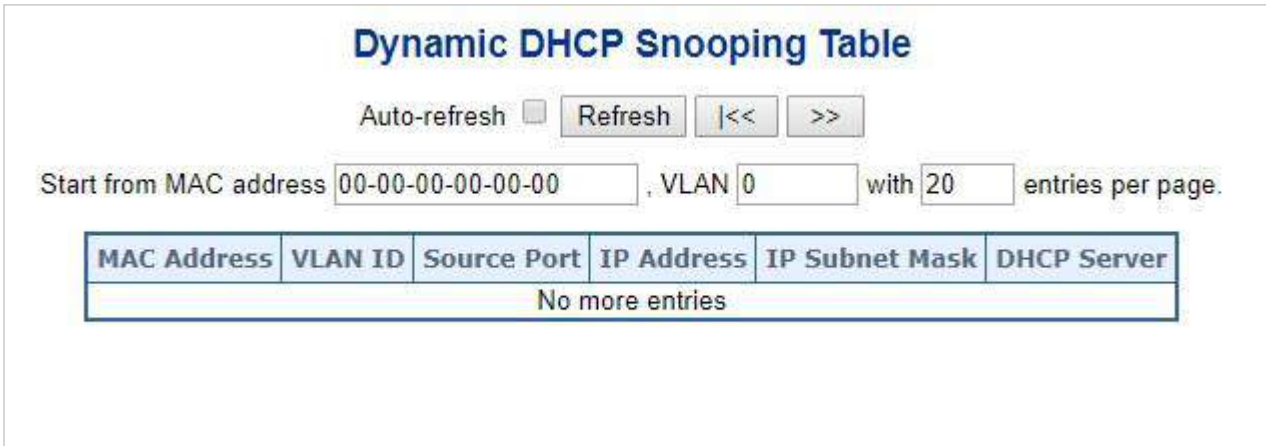 Dynamic DHCP Snooping Table
Auto-refresh Refresh |<< >>
Start from MAC address 00-00-00-00-00-00 , VLAN 0 with 20 entries per page.
MAC Address VLAN ID Source Port IP Address IP Subnet Mask DHCP Server
No more entries